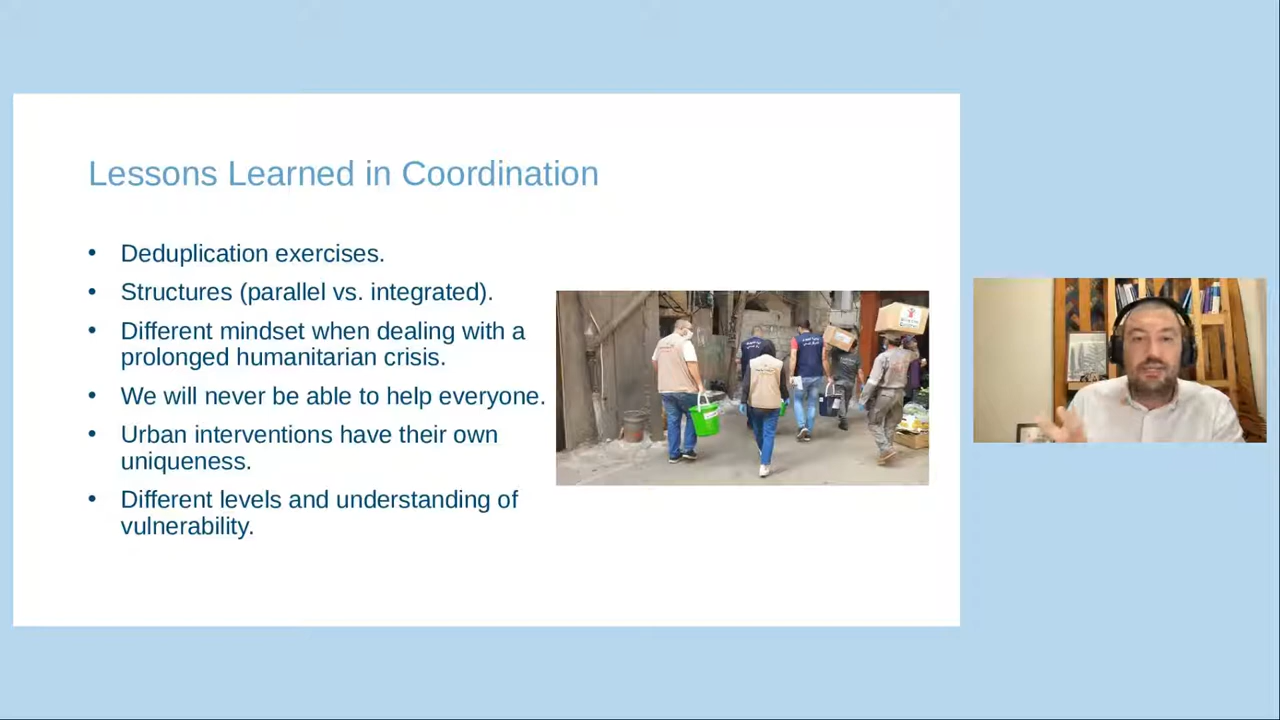 Lessons Learned in Coordination
• Deduplication exercises.
• Structures (parallel vs. integrated).
• Different mindset when dealing with a
prolonged humanitarian crisis.
• We will never be able to help everyone.
• Urban interventions have their own
uniqueness.
• Different levels and understanding of
vulnerability.